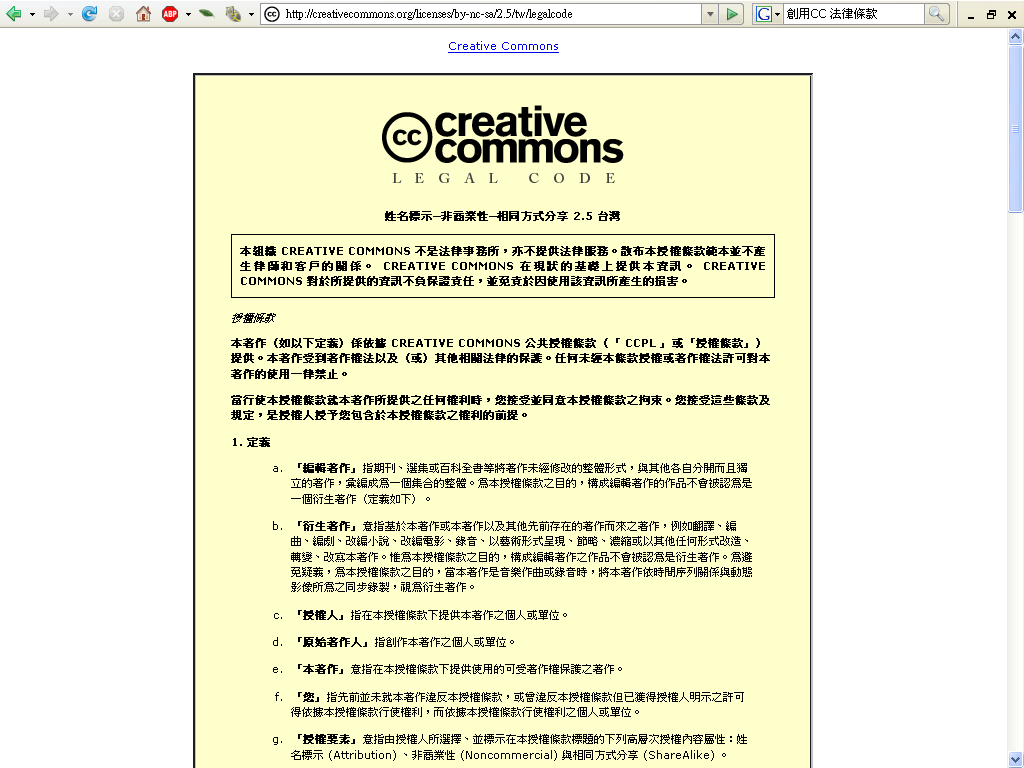 ABP
http://creativecommons.org/licenses/by-nc-sa/2.5/tw/legalcode
G
創用CC 法律條款
Creative Commons
cc creative
commons
LEGAL CODE
姓名標示─非商業性─相同方式分享 2.5 台灣
本組織 CREATIVE COMMONS 不是法律事務所，亦不提供法律服務。散布本授權條款範本並不產
生律師和客戶的關係。 CREATIVE COMMONS 在現狀的基礎上提供本資訊。 CREATIVE
COMMONS 對於所提供的資訊不負保證責任，並免責於因使用該資訊所產生的損害。
授權條款
本著作（如以下定義）係依據 CREATIVE COMMONS 公共授權條款（「 CCPL 」或「授權條款」）
提供。本著作受到著作權法以及（或）其他相關法律的保護。任何未經本條款授權或著作權法許可對本
著作的使用一律禁止。
當行使本授權條款就本著作所提供之任何權利時，您接受並同意本授權條款之拘束。您接受這些條款及
規定，是授權人授予您包含於本授權條款之權利的前提。
1. 定義
a. 「編輯著作」指期刊、選集或百科全書等將著作未經修改的整體形式，與其他各自分開而且獨
立的著作，彙編成為一個集合的整體。為本授權條款之目的，構成編輯著作的作品不會被認為是
一個衍生著作（定義如下）。
b. 「衍生著作」意指基於本著作或本著作以及其他先前存在的著作而來之著作，例如翻譯、編
曲、編劇、改編小說、改編電影、錄音、以藝術形式呈現、節略、濃縮或以其他任何形式改造、
轉變、改寫本著作。惟為本授權條款之目的，構成編輯著作之作品不會被認為是衍生著作。為避
免疑義，為本授權條款之目的，當本著作是音樂作曲或錄音時，將本著作依時間序列關係與動態
影像所為之同步錄製，視為衍生著作。
c. 「授權人」指在本授權條款下提供本著作之個人或單位。
d. 「原始著作人」指創作本著作之個人或單位。
e. 「本著作」意指在本授權條款下提供使用的可受著作權保護之著作。
f. 「您」指先前並未就本著作違反本授權條款，或曾違反本授權條款但已獲得授權人明示之許可
得依據本授權條款行使權利，而依據本授權條款行使權利之個人或單位。
g. 「授權要素」意指由授權人所選擇、並標示在本授權條款標題的下列高層次授權內容屬性：姓
名標示 (Attribution) 、非商業性 (Noncommercial) 與相同方式分享 (ShareAlike) 。